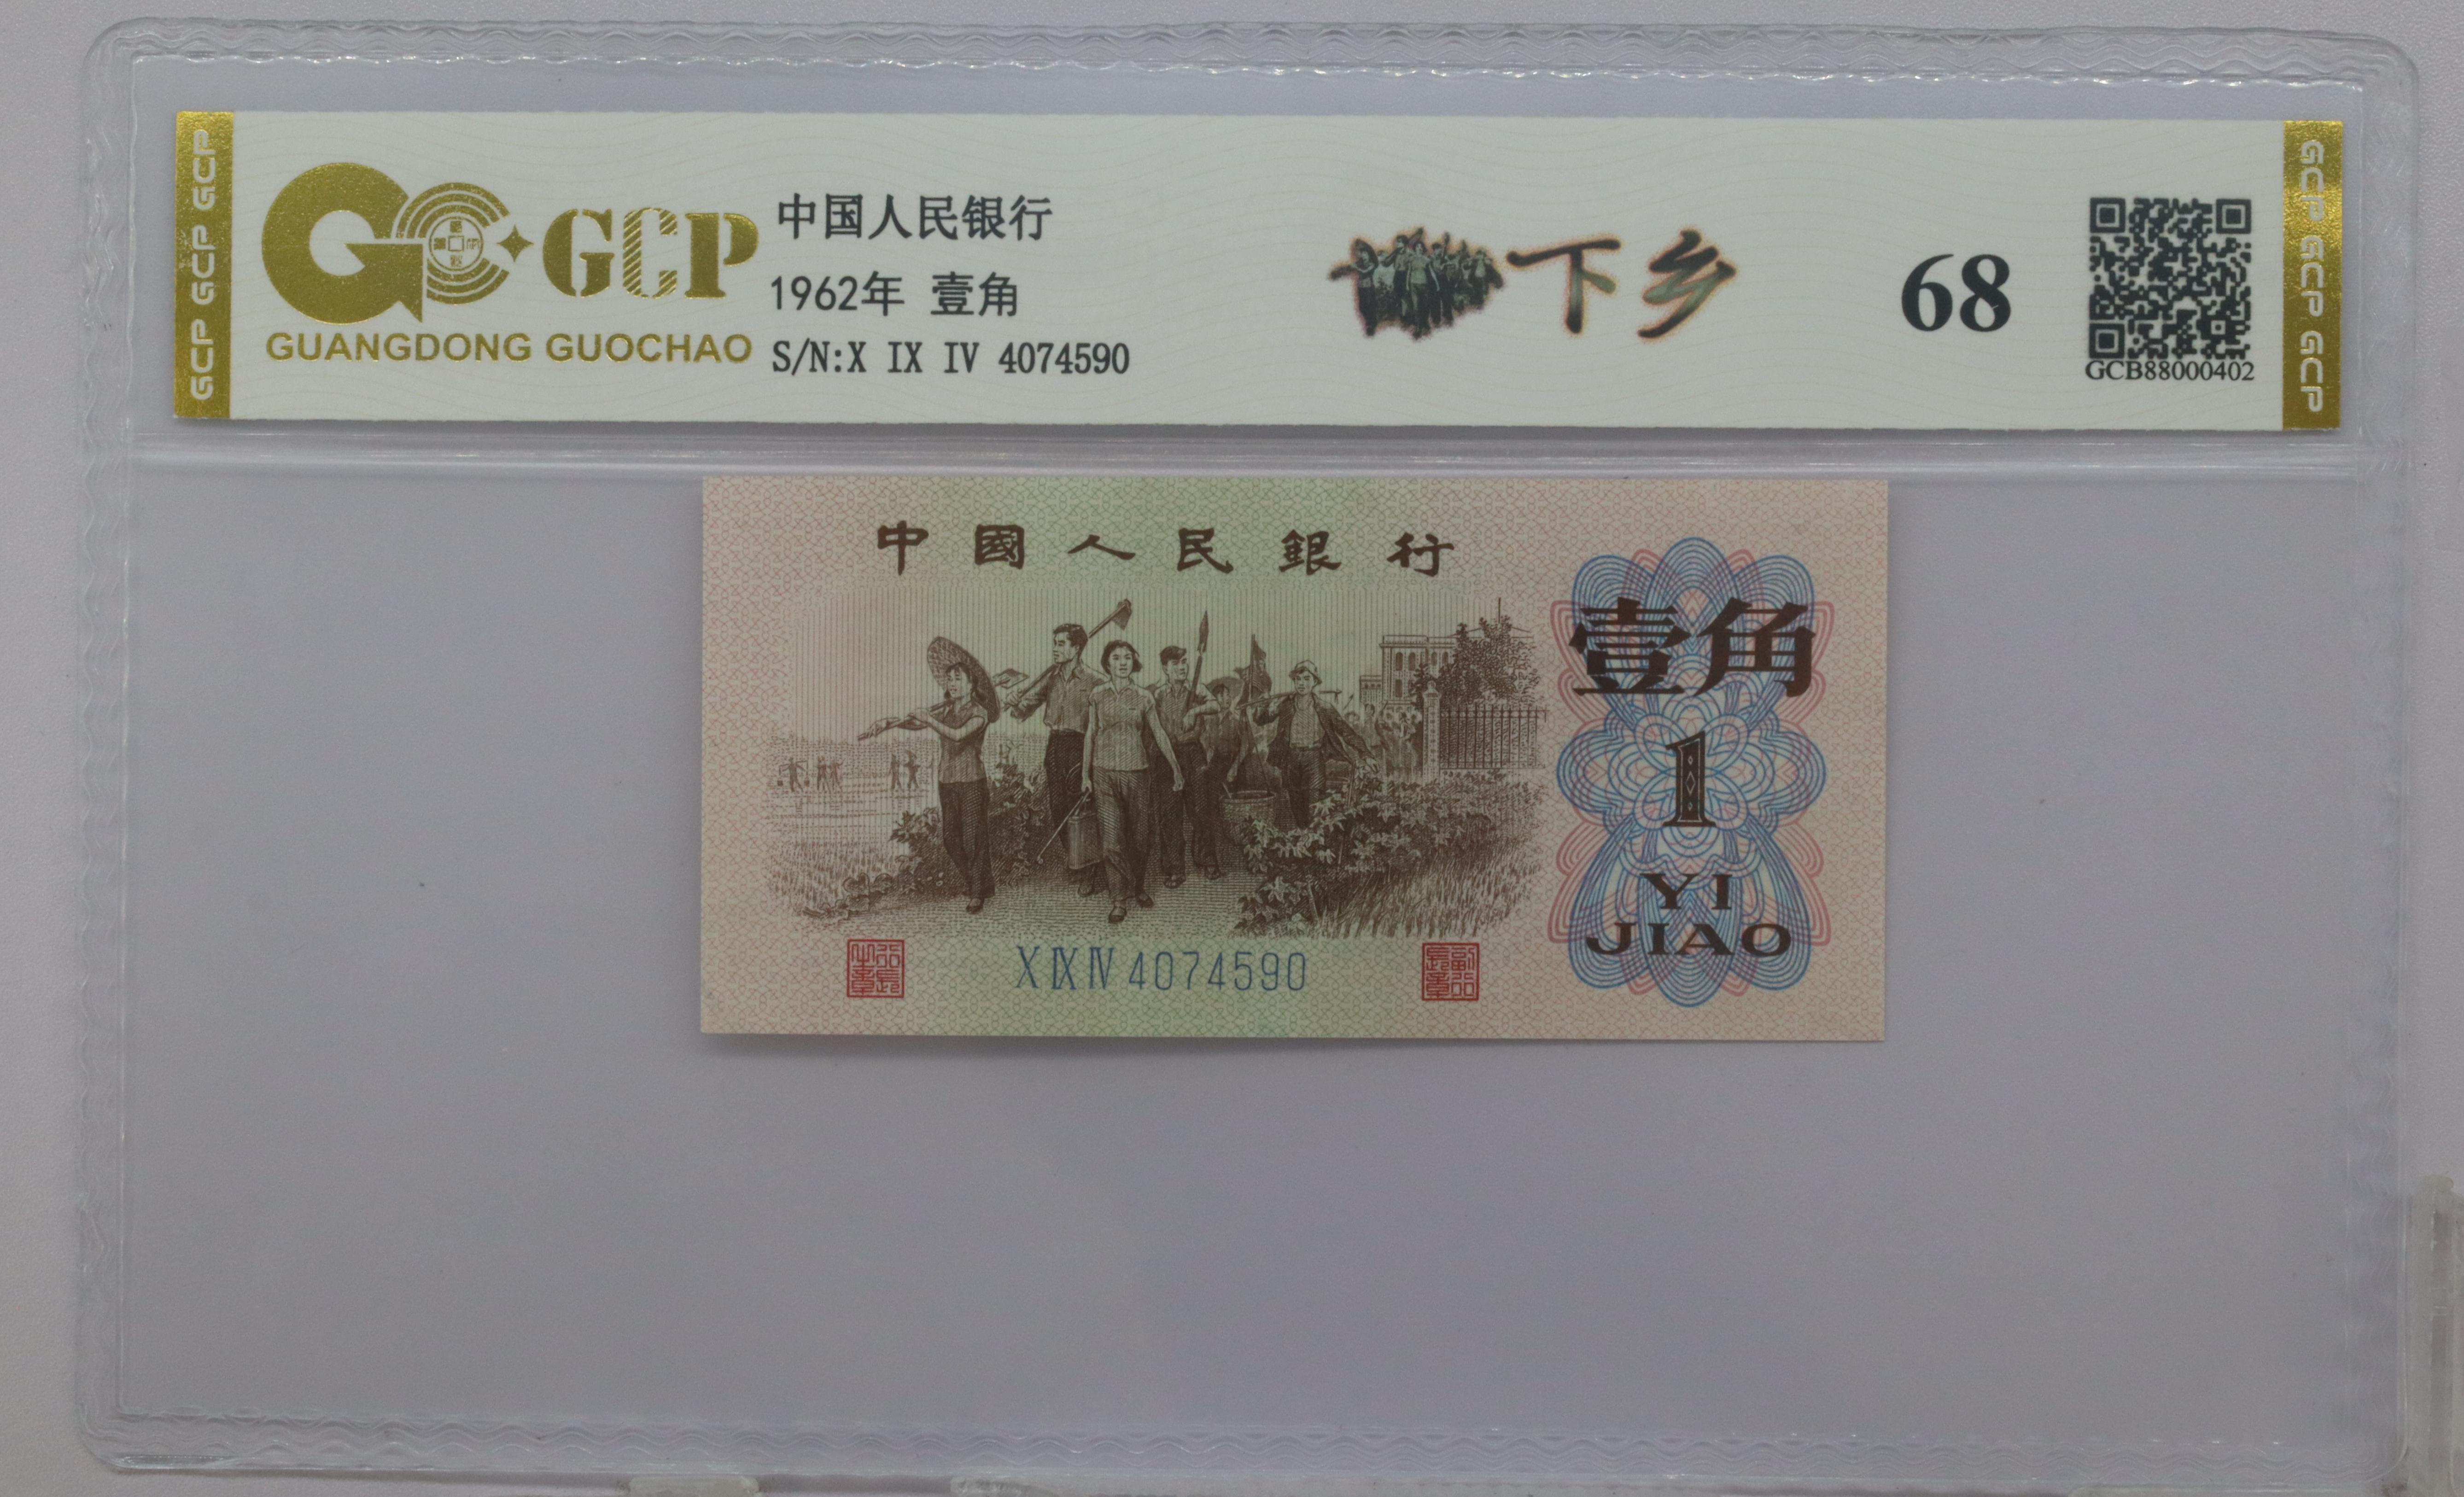 GCP GCP GCP
GCP
GUANGDONG GUOCHAO
中国人民银行
1962年 壹角
S/N:X IX IV 4074590
下乡
68
GCB88000402
GCP GCP GCP
中國人民銀行
壹角
1
YI
JIAO
X IX IV 4074590